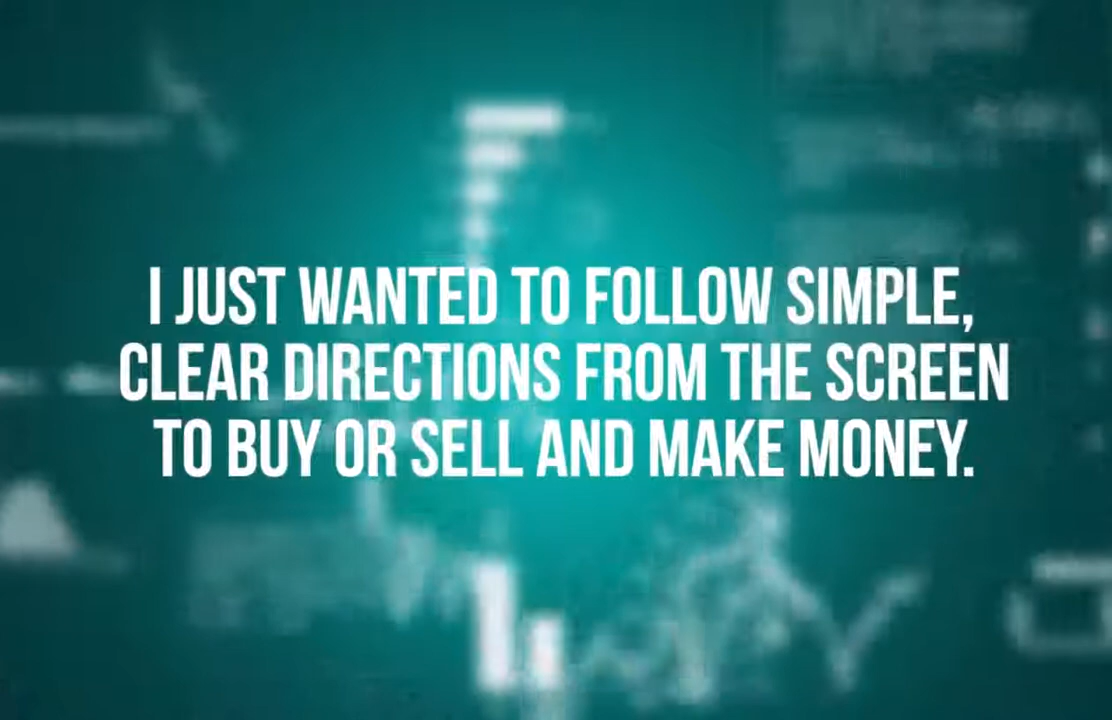 I JUST WANTED TO FOLLOW SIMPLE,
CLEAR DIRECTIONS FROM THE SCREEN
TO BUY OR SELL AND MAKE MONEY.